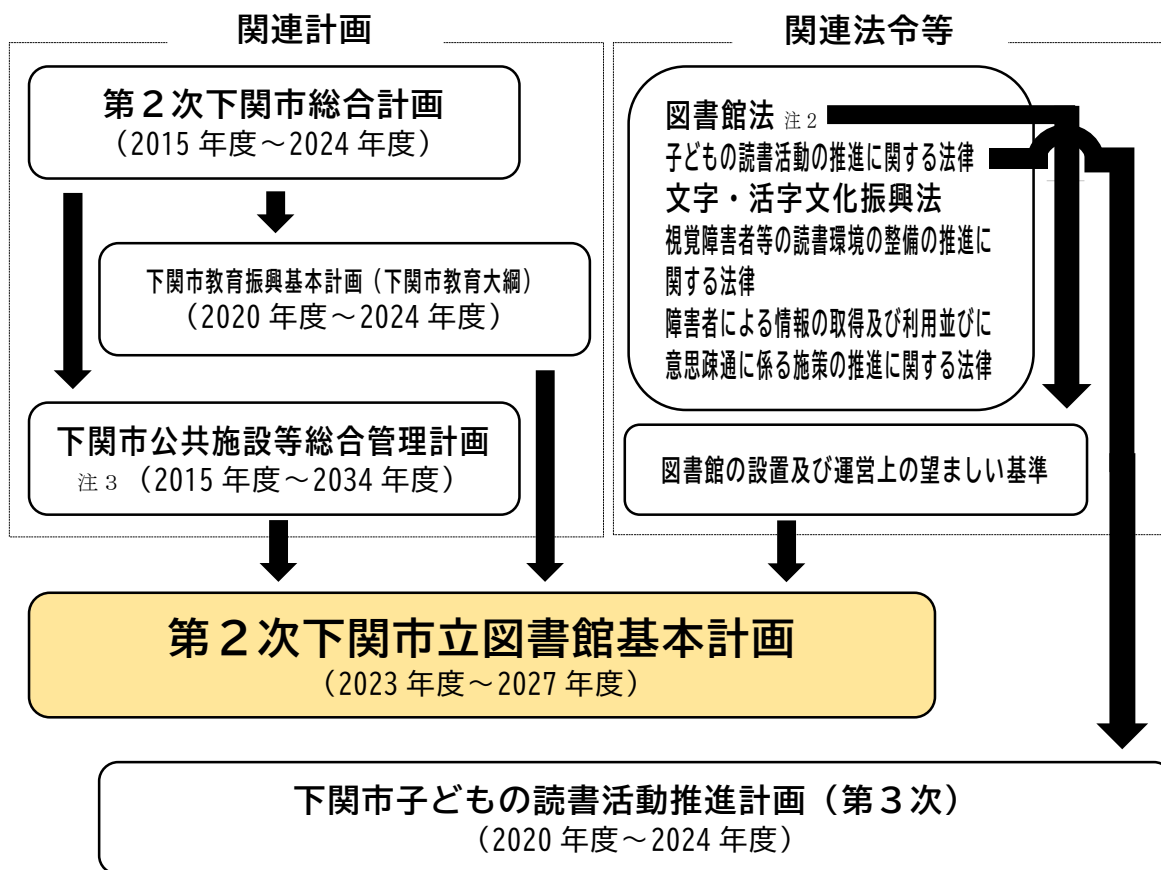 関連計画
第２次下関市総合計画
（2015 年度～2024 年度）
下関市教育振興基本計画（下関市教育大綱）
（2020 年度～2024 年度）
下関市公共施設等総合管理計画
注３（2015 年度～2034 年度）
関連法令等
図書館法 注２
子どもの読書活動の推進に関する法律
文字・活字文化振興法
視覚障害者等の読書環境の整備の推進に
関する法律
障害者による情報の取得及び利用並びに
意思疎通に係る施策の推進に関する法律
図書館の設置及び運営上の望ましい基準
第２次下関市立図書館基本計画
（2023 年度～2027 年度）
下関市子どもの読書活動推進計画（第３次）
（2020 年度～2024 年度）